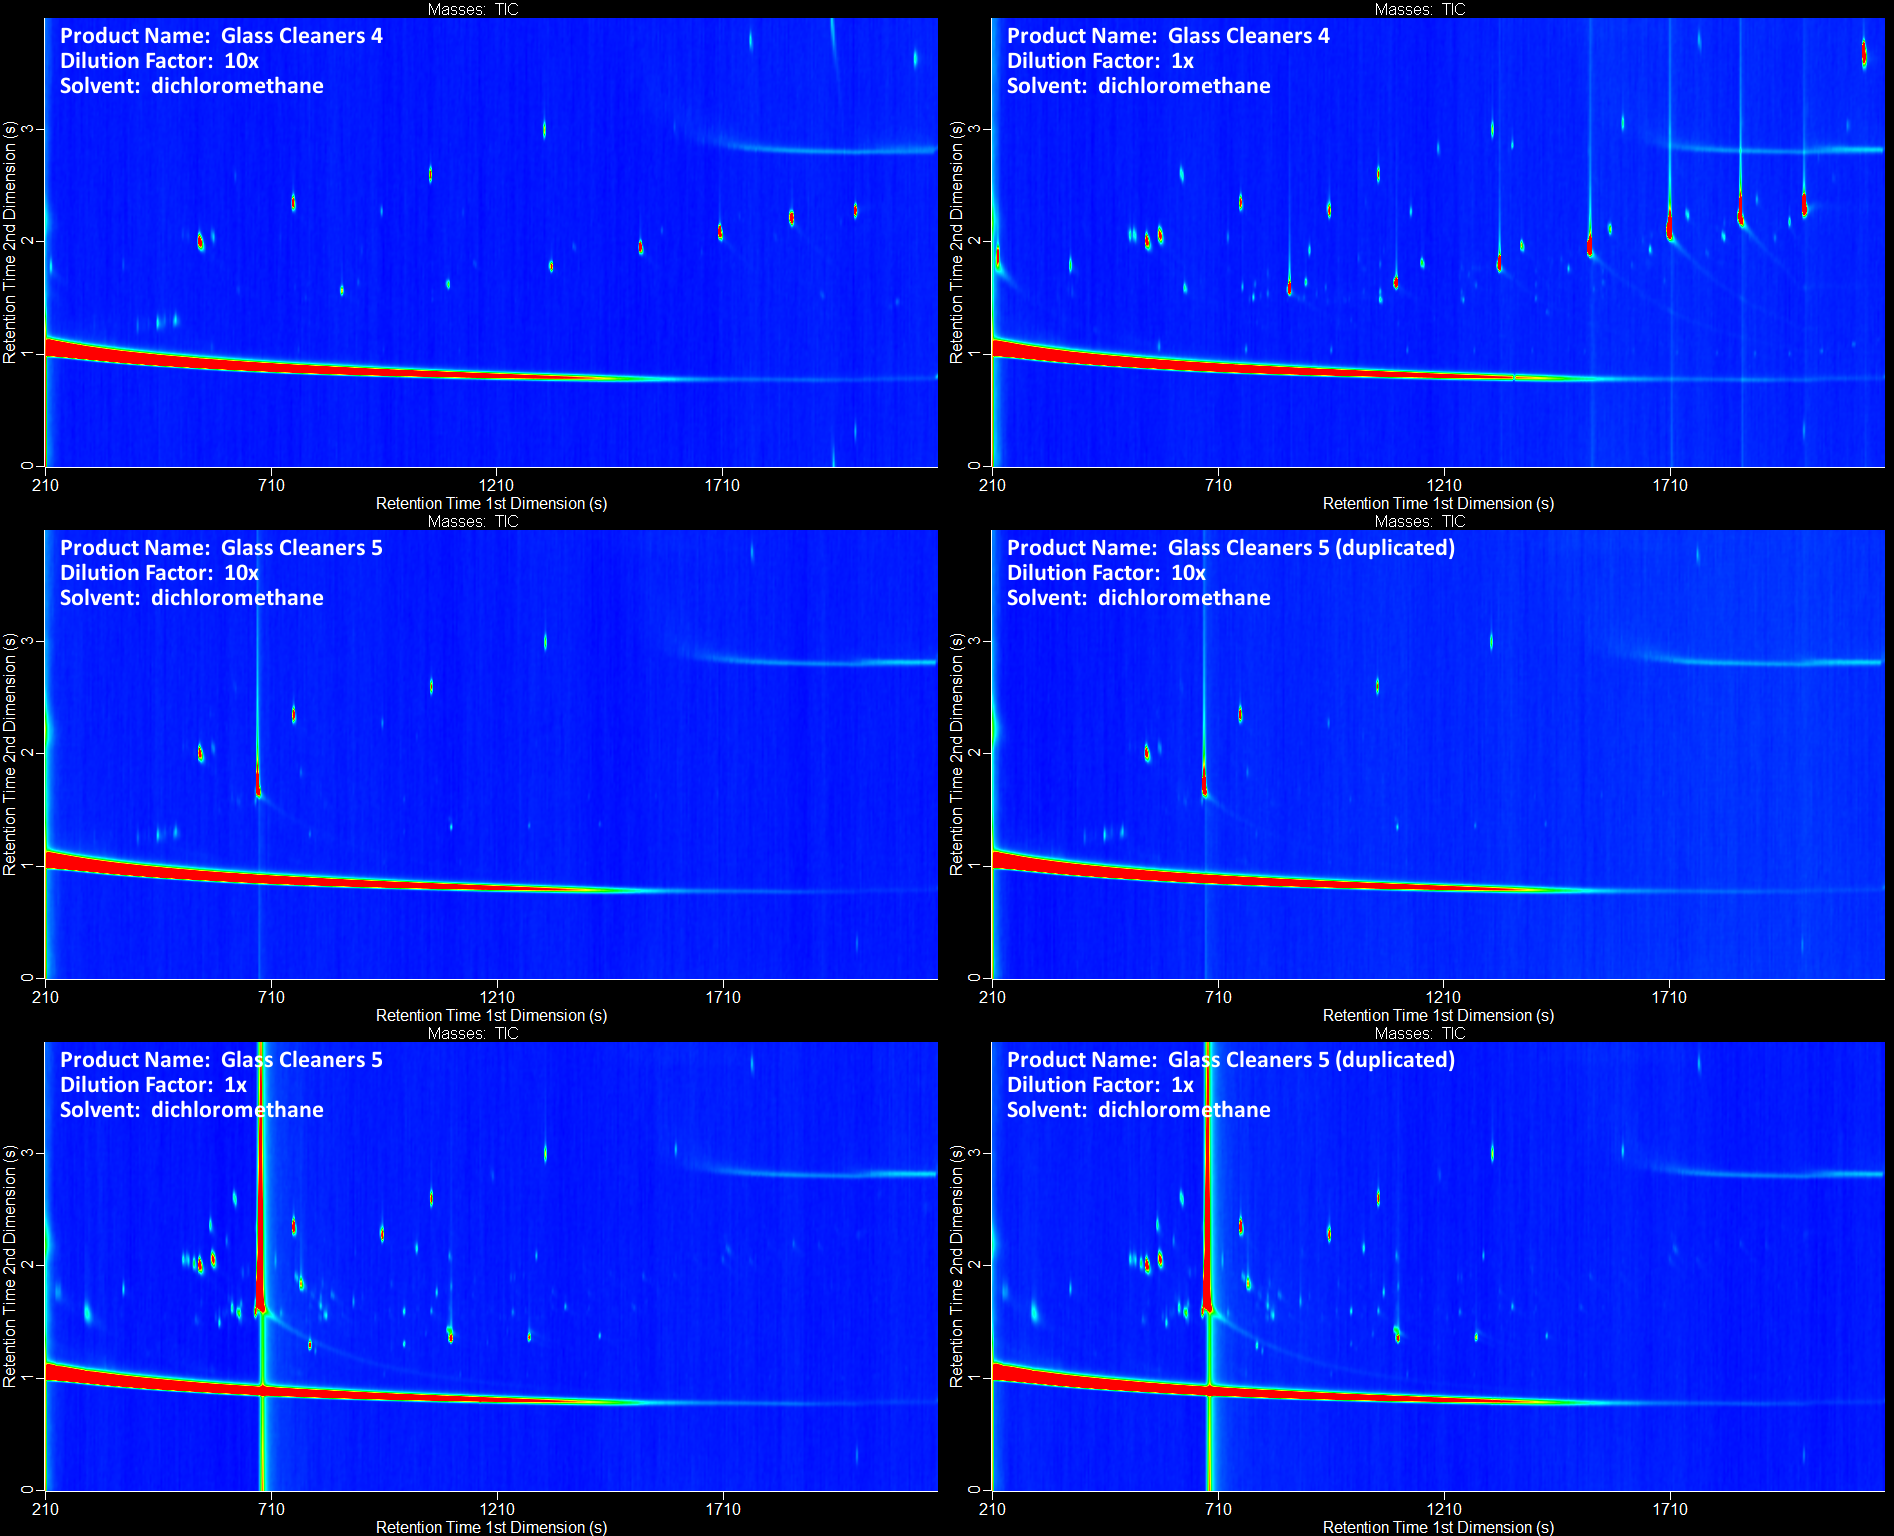 Masses: TIC
Product Name: Glass Cleaners 4
Dilution Factor: 10x
Solvent: dichloromethane
Retention Time 2nd Dimension (s)
3
2
1
0
210 710 1210 1710
Retention Time 1st Dimension (s)
Masses: TIC
Product Name: Glass Cleaners 4
Dilution Factor: 1x
Solvent: dichloromethane
Retention Time 2nd Dimension (s)
3
2
1
0
210 710 1210 1710
Retention Time 1st Dimension (s)
Masses: TIC
Product Name: Glass Cleaners 5
Dilution Factor: 10x
Solvent: dichloromethane
Retention Time 2nd Dimension (s)
3
2
1
0
210 710 1210 1710
Retention Time 1st Dimension (s)
Masses: TIC
Product Name: Glass Cleaners 5 (duplicated)
Dilution Factor: 10x
Solvent: dichloromethane
Retention Time 2nd Dimension (s)
3
2
1
0
210 710 1210 1710
Retention Time 1st Dimension (s)
Masses: TIC
Product Name: Glass Cleaners 5
Dilution Factor: 1x
Solvent: dichloromethane
Retention Time 2nd Dimension (s)
3
2
1
0
210 710 1210 1710
Retention Time 1st Dimension (s)
Masses: TIC
Product Name: Glass Cleaners 5 (duplicated)
Dilution Factor: 1x
Solvent: dichloromethane
Retention Time 2nd Dimension (s)
3
2
1
0
210 710 1210 1710
Retention Time 1st Dimension (s)